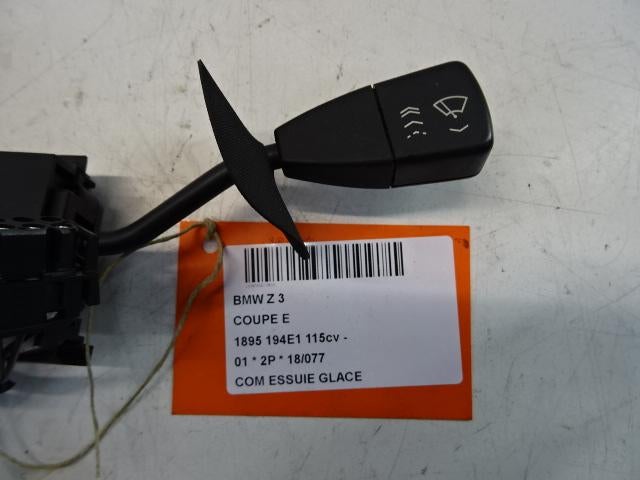 BMW Z 3
COUPE E
1895 194E1 115cv -
01 * 2P * 18/077
COM ESSUIE GLACE